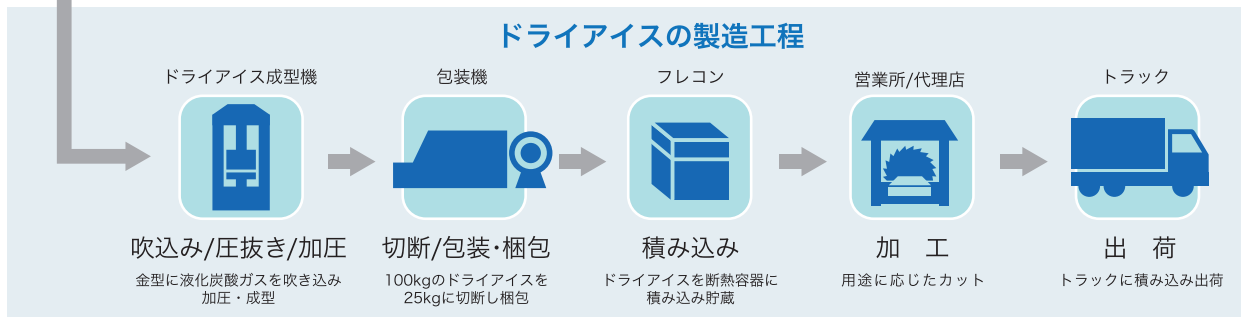 ドライアイスの製造工程
ドライアイス成型機
包装機
フレコン
営業所/代理店
トラック
吹込み/圧抜き/加圧
切断/包装・梱包
積み込み
加　工
出　荷
金型に液化炭酸ガスを吹き込み
加圧・成型
100kgのドライアイスを
25kgに切断し梱包
ドライアイスを断熱容器に
積み込み貯蔵
用途に応じたカット
トラックに積み込み出荷